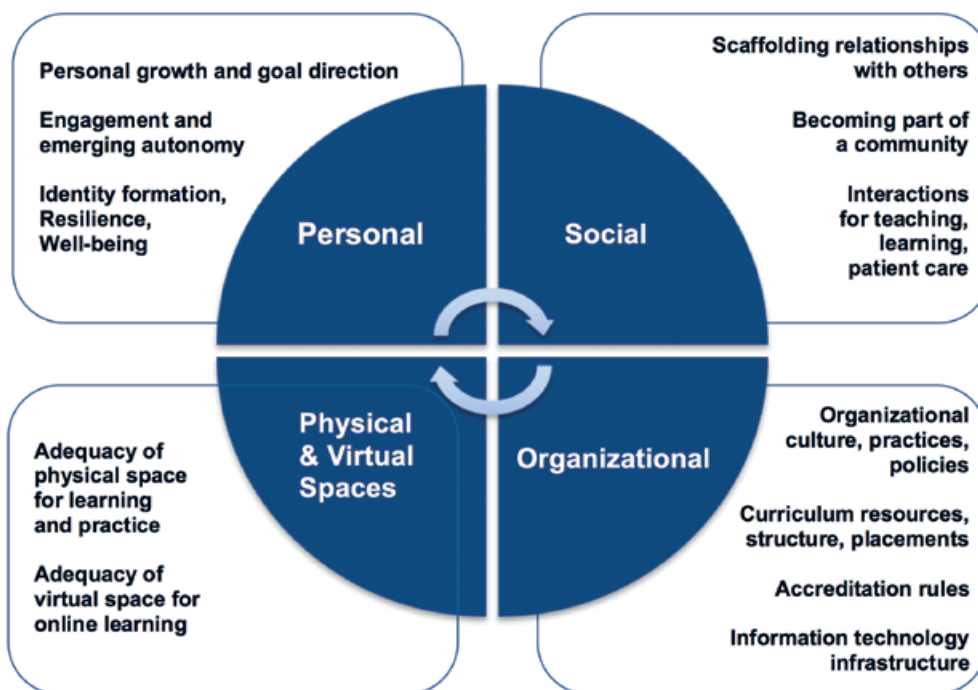 Personal growth and goal direction
Engagement and
emerging autonomy
Identity formation,
Resilience,
Well-being
Personal
Scaffolding relationships
with others
Becoming part of
a community
Interactions
for teaching,
learning,
patient care
Social
Adequacy of
physical space
for learning
and practice
Adequacy of
virtual space for
online learning
Physical
& Virtual
Spaces
Organizational
Organizational
culture, practices,
policies
Curriculum resources,
structure, placements
Accreditation rules
Information technology
infrastructure